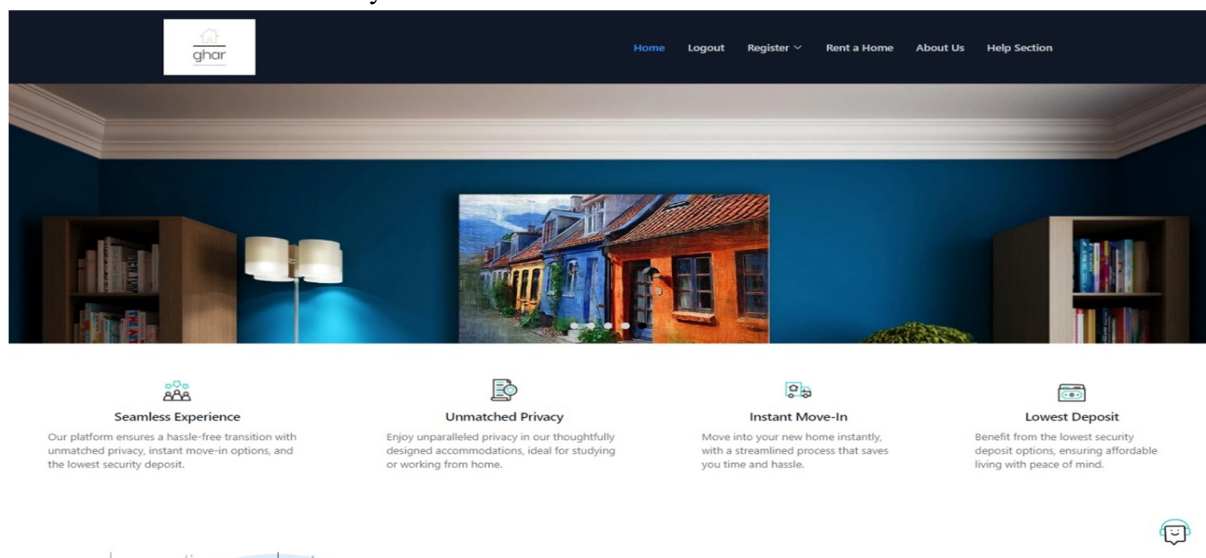 ghar
Home Logout Register Rent a Home About Us Help Section
Seamless Experience
Our platform ensures a hassle-free transition with
unmatched privacy, instant move-in options, and
the lowest security deposit.
Unmatched Privacy
Enjoy unparalleled privacy in our thoughtfully
designed accommodations, ideal for studying
or working from home.
Instant Move-In
Move into your new home instantly,
with a streamlined process that saves
you time and hassle.
Lowest Deposit
Benefit from the lowest security
deposit options, ensuring affordable
living with peace of mind.